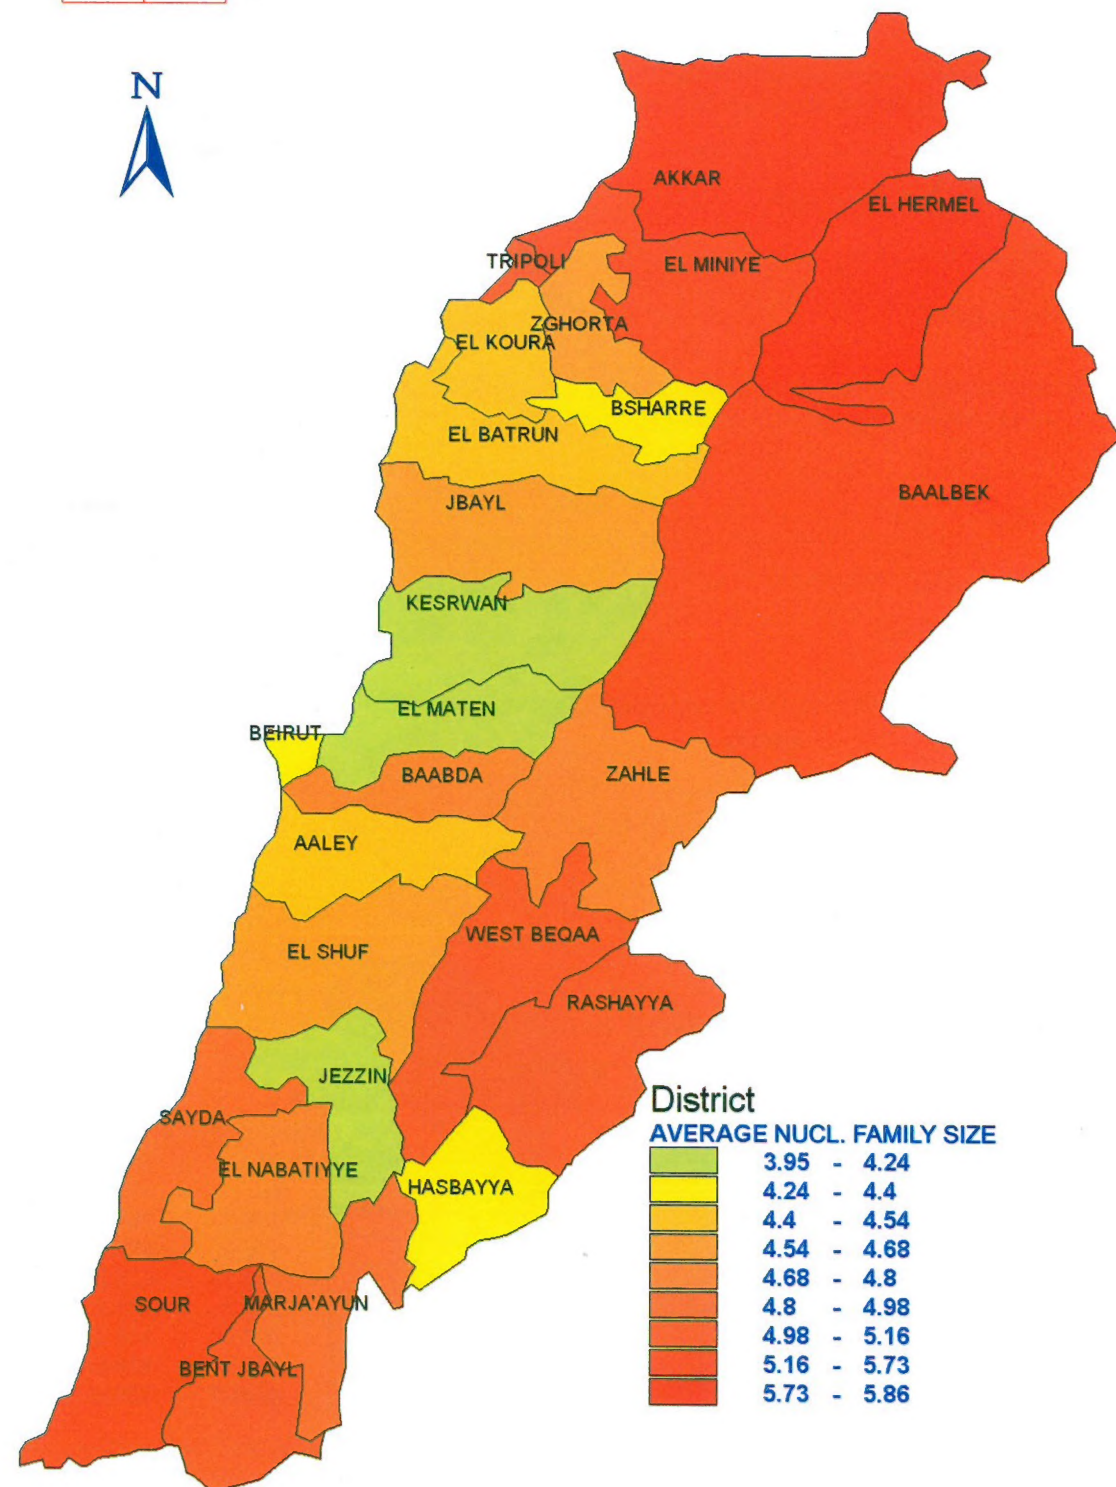 N
AKKAR
EL HERMEL
TRIPOLI
EL MINIYE
ZGHORTA
EL KOURA
BSHARRE
EL BATRUN
BAALBEK
JBAYL
KESRWAN
EL MATEN
BEIRUT
BAABDA
ZAHLE
AALEY
WEST BEQAA
EL SHUF
RASHAYYA
JEZZIN
SAYDA
EL NABATIYYE
HASBAYYA
SOUR
MARJA'AYUN
BENT JBAYL
District
AVERAGE NUCL. FAMILY SIZE
3.95 - 4.24
4.24 - 4.4
4.4 - 4.54
4.54 - 4.68
4.68 - 4.8
4.8 - 4.98
4.98 - 5.16
5.16 - 5.73
5.73 - 5.86